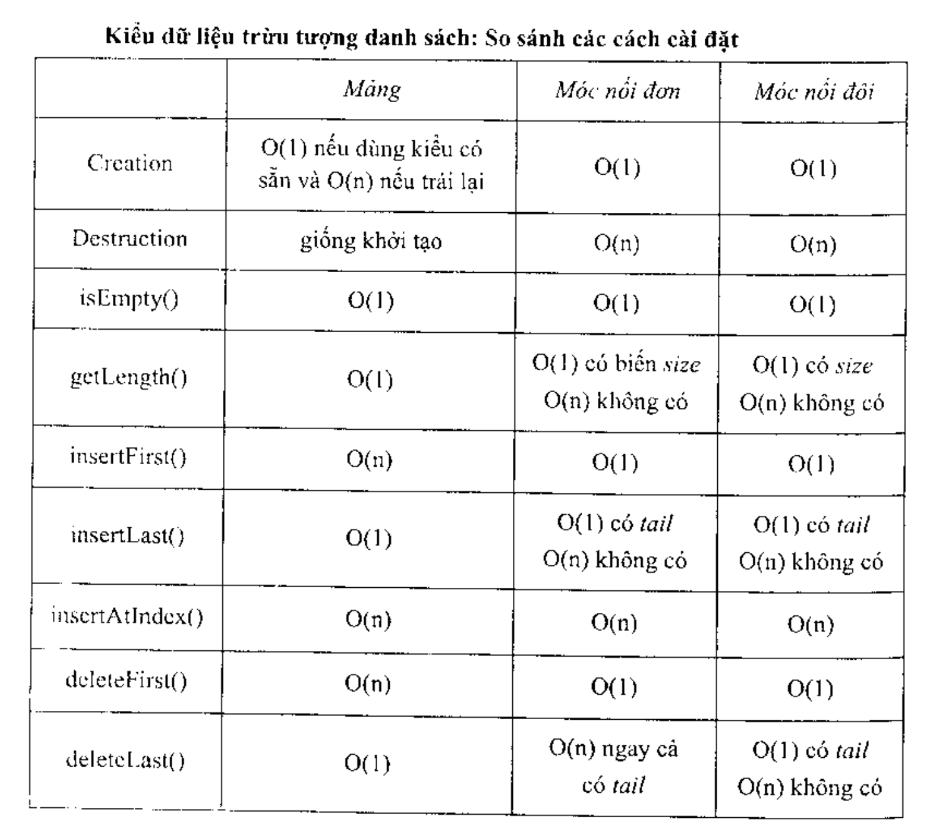 Kiểu dữ liệu trừu tượng danh sách: So sánh các cách cài đặt
Mảng Móc nối đơn Móc nối đôi
Creation O(1) nếu dùng kiểu có sẵn và O(n) nếu trái lại O(1) O(1)
Destruction giống khởi tạo O(n) O(n)
isEmpty() O(1) O(1) O(1)
getLength() O(1) O(1) có biến size O(1) có size
O(n) không có O(n) không có
insertFirst() O(n) O(1) O(1)
insertLast() O(1) O(1) có tail O(1) có tail
O(n) không có O(n) không có
insertAtIndex() O(n) O(n) O(n)
deleteFirst() O(n) O(1) O(1)
deleteLast() O(1) O(n) ngay cả O(1) có tail
có tail O(n) không có